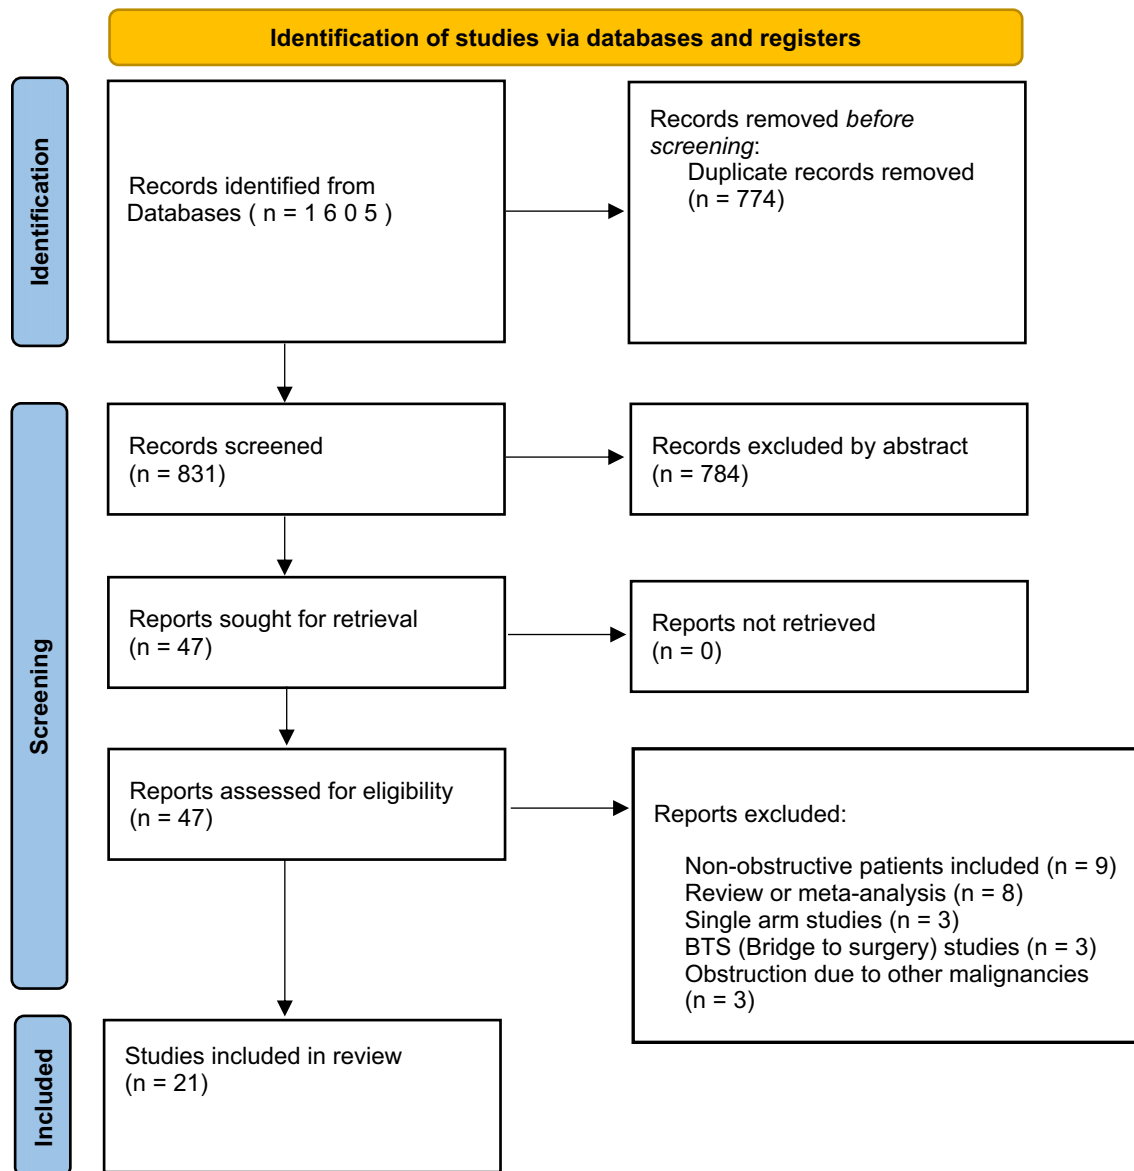 Identification of studies via databases and registers
Identification
Records identified from
Databases ( n = 1 6 0 5 )
Records removed before
screening:
Duplicate records removed
(n = 774)
Screening
Records screened
(n = 831)
Records excluded by abstract
(n = 784)
Reports sought for retrieval
(n = 47)
Reports not retrieved
(n = 0)
Reports assessed for eligibility
(n = 47)
Reports excluded:
Non-obstructive patients included (n = 9)
Review or meta-analysis (n = 8)
Single arm studies (n = 3)
BTS (Bridge to surgery) studies (n = 3)
Obstruction due to other malignancies
(n = 3)
Included
Studies included in review
(n = 21)